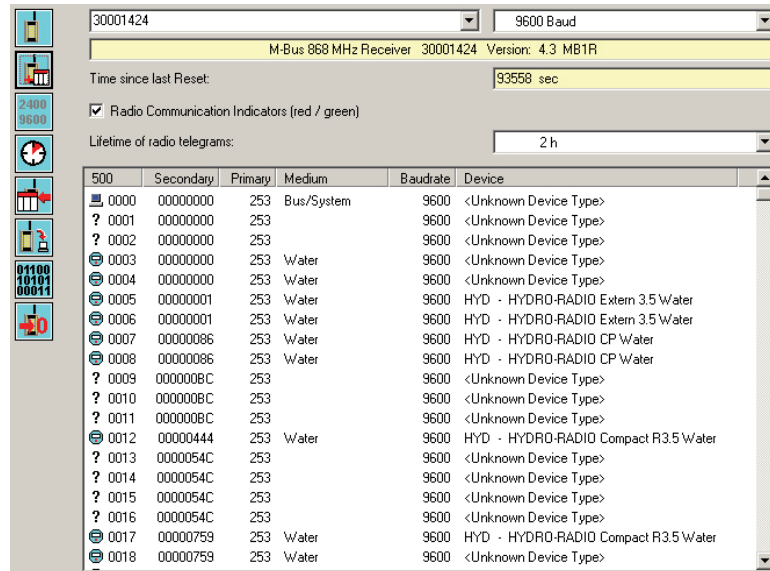 30001424 9600 Baud
M-Bus 868 MHz Receiver 30001424 Version: 4.3 MB1R
Time since last Reset: 93558 sec
2400
9600
Radio Communication Indicators (red / green)
Lifetime of radio telegrams: 2 h
500 Secondary Primary Medium Baudrate Device
0000 00000000 253 Bus/System 9600 <Unknown Device Type>
? 0001 00000000 253 9600 <Unknown Device Type>
? 0002 00000000 253 9600 <Unknown Device Type>
0003 00000000 253 Water 9600 <Unknown Device Type>
0004 00000000 253 Water 9600 <Unknown Device Type>
0005 00000001 253 Water 9600 HYD - HYDRO-RADIO Extern 3.5 Water
0006 00000001 253 Water 9600 HYD - HYDRO-RADIO Extern 3.5 Water
0007 00000086 253 Water 9600 HYD - HYDRO-RADIO CP Water
0008 00000086 253 Water 9600 HYD - HYDRO-RADIO CP Water
? 0009 000000BC 253 9600 <Unknown Device Type>
? 0010 000000BC 253 9600 <Unknown Device Type>
? 0011 000000BC 253 9600 <Unknown Device Type>
0012 00000444 253 Water 9600 HYD - HYDRO-RADIO Compact R3.5 Water
? 0013 0000054C 253 9600 <Unknown Device Type>
? 0014 0000054C 253 9600 <Unknown Device Type>
? 0015 0000054C 253 9600 <Unknown Device Type>
? 0016 0000054C 253 9600 <Unknown Device Type>
0017 00000759 253 Water 9600 HYD - HYDRO-RADIO Compact R3.5 Water
0018 00000759 253 Water 9600 <Unknown Device Type>
01100
10101
00011
0